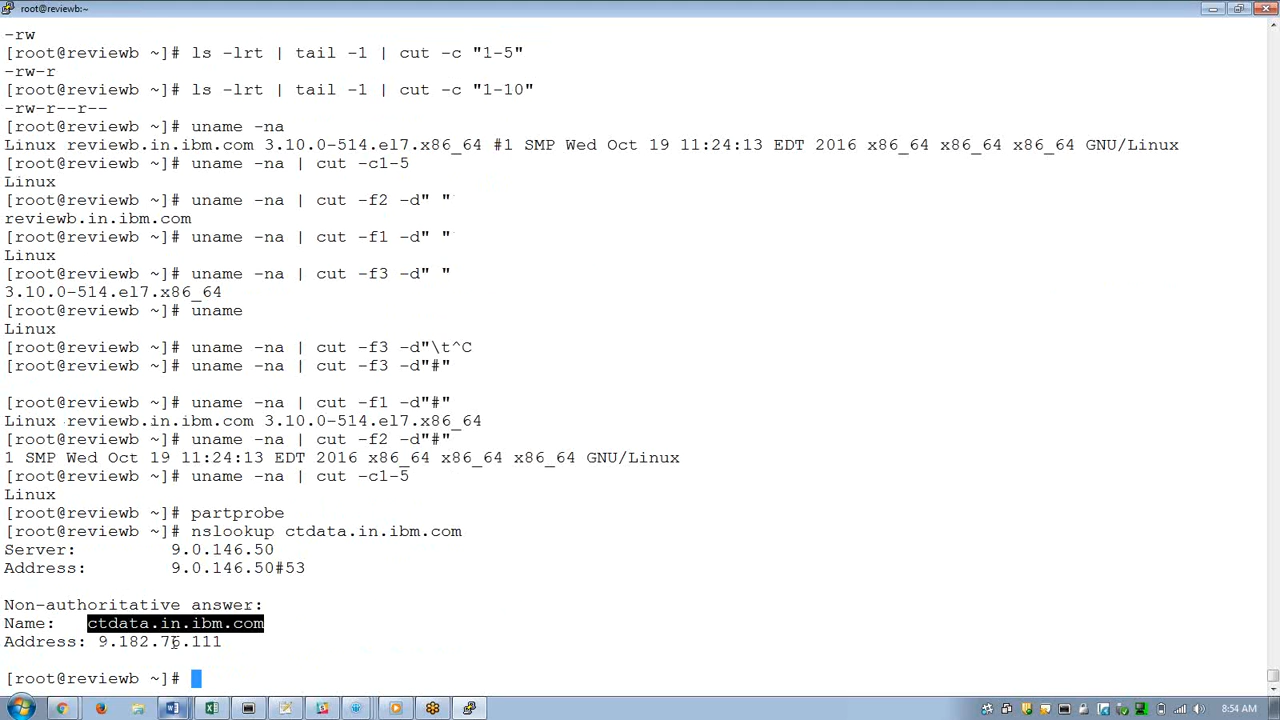 root@reviewb:~
-rw
[root@reviewb ~]# ls -lrt | tail -1 | cut -c "1-5"
-rw-r
[root@reviewb ~]# ls -lrt | tail -1 | cut -c "1-10"
-rw-r--r--
[root@reviewb ~]# uname -na
Linux reviewb.in.ibm.com 3.10.0-514.el7.x86_64 #1 SMP Wed Oct 19 11:24:13 EDT 2016 x86_64 x86_64 x86_64 GNU/Linux
[root@reviewb ~]# uname -na | cut -c1-5
Linux
[root@reviewb ~]# uname -na | cut -f2 -d" "
reviewb.in.ibm.com
[root@reviewb ~]# uname -na | cut -f1 -d" "
Linux
[root@reviewb ~]# uname -na | cut -f3 -d" "
3.10.0-514.el7.x86_64
[root@reviewb ~]# uname
Linux
[root@reviewb ~]# uname -na | cut -f3 -d"\t^C
[root@reviewb ~]# uname -na | cut -f3 -d"#"
[root@reviewb ~]# uname -na | cut -f1 -d"#"
Linux reviewb.in.ibm.com 3.10.0-514.el7.x86_64
[root@reviewb ~]# uname -na | cut -f2 -d"#"
1 SMP Wed Oct 19 11:24:13 EDT 2016 x86_64 x86_64 x86_64 GNU/Linux
[root@reviewb ~]# uname -na | cut -c1-5
Linux
[root@reviewb ~]# partprobe
[root@reviewb ~]# nslookup ctdata.in.ibm.com
Server: 9.0.146.50
Address: 9.0.146.50#53
Non-authoritative answer:
Name: ctdata.in.ibm.com
Address: 9.182.76.111
[root@reviewb ~]#
8:54 AM